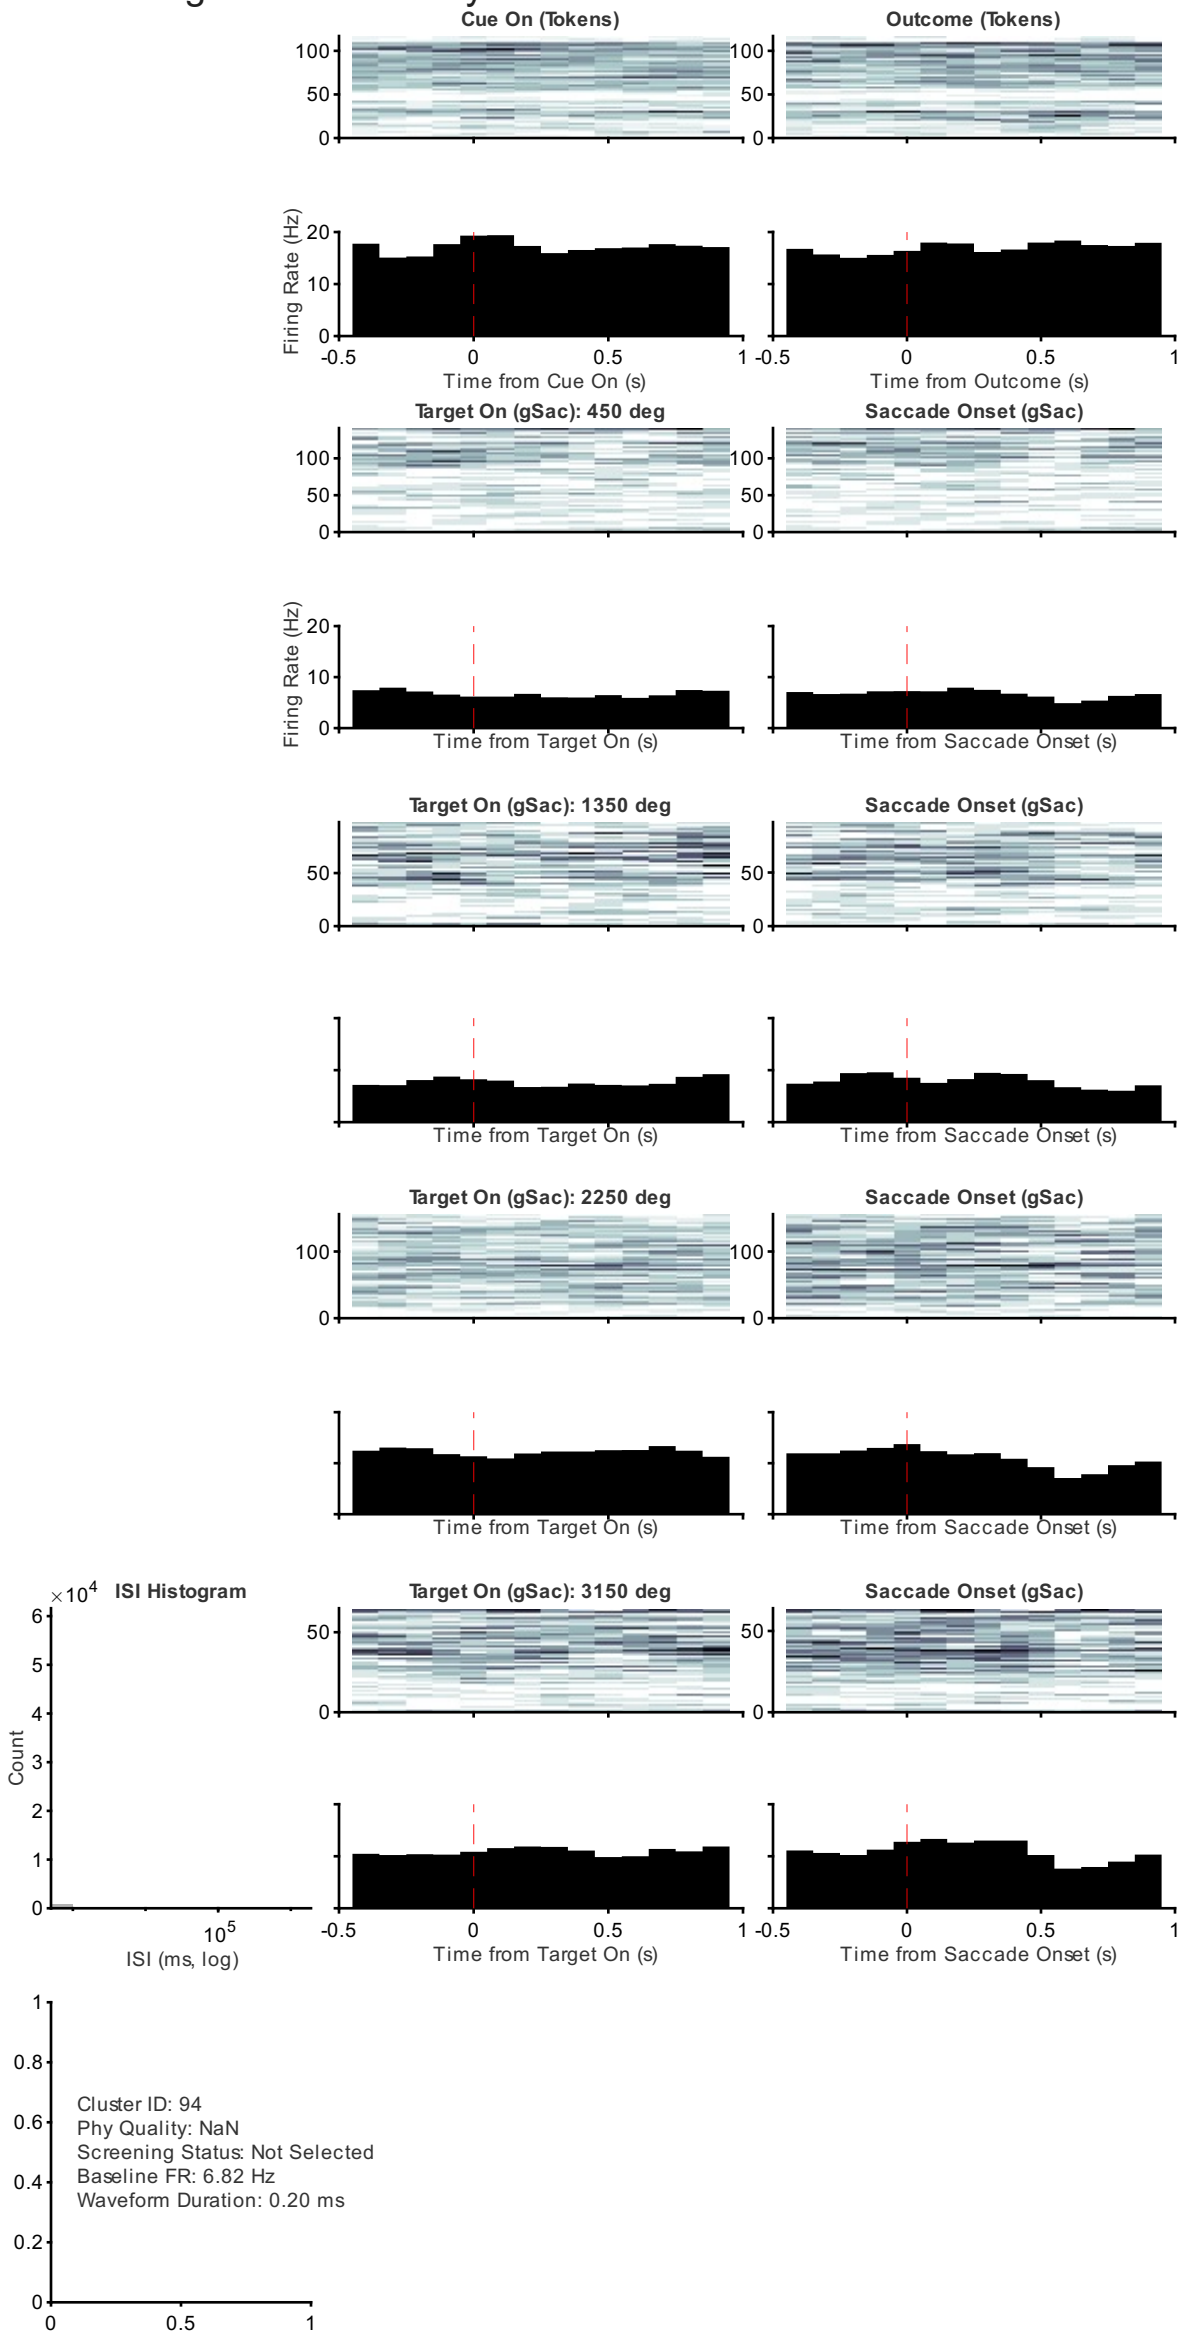 Cue On (Tokens)
Outcome (Tokens)
100
50
0
100
50
0
Firing Rate (Hz)
20
10
0
-0.5
0
0.5
1
-0.5
0
0.5
1
Time from Cue On (s)
Time from Outcome (s)
Target On (gSac): 450 deg
Saccade Onset (gSac)
100
50
0
100
50
0
Firing Rate (Hz)
20
10
0
Time from Target On (s)
Time from Saccade Onset (s)
Target On (gSac): 1350 deg
Saccade Onset (gSac)
50
0
50
0
Time from Target On (s)
Time from Saccade Onset (s)
Target On (gSac): 2250 deg
Saccade Onset (gSac)
100
0
100
0
Time from Target On (s)
Time from Saccade Onset (s)
×10^4
ISI Histogram
Target On (gSac): 3150 deg
Saccade Onset (gSac)
6
5
4
3
2
1
0
Count
10^5
ISI (ms, log)
50
0
50
0
-0.5
0
0.5
1
-0.5
0
0.5
1
Time from Target On (s)
Time from Saccade Onset (s)
1
0.8
0.6
0.4
0.2
0
Cluster ID: 94
Phy Quality: NaN
Screening Status: Not Selected
Baseline FR: 6.82 Hz
Waveform Duration: 0.20 ms
0
0.5
1